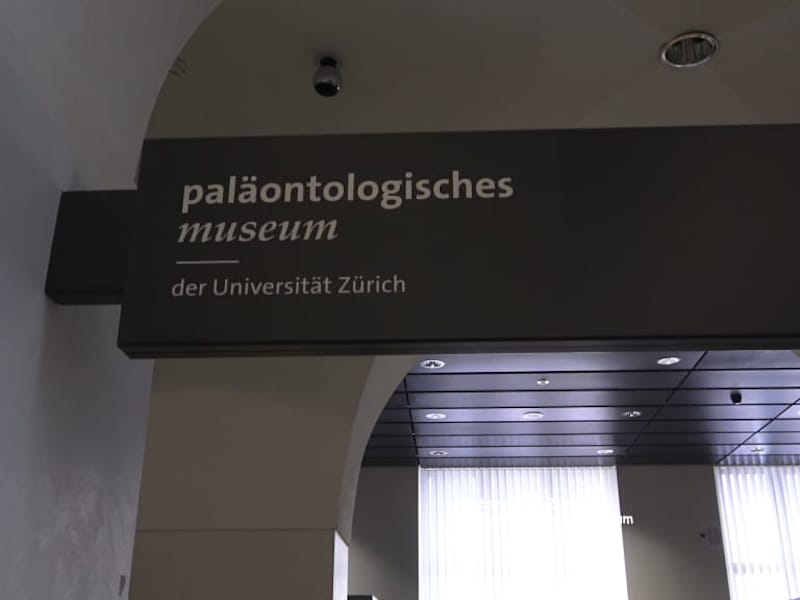 paläontologisches
museum
der Universität Zürich